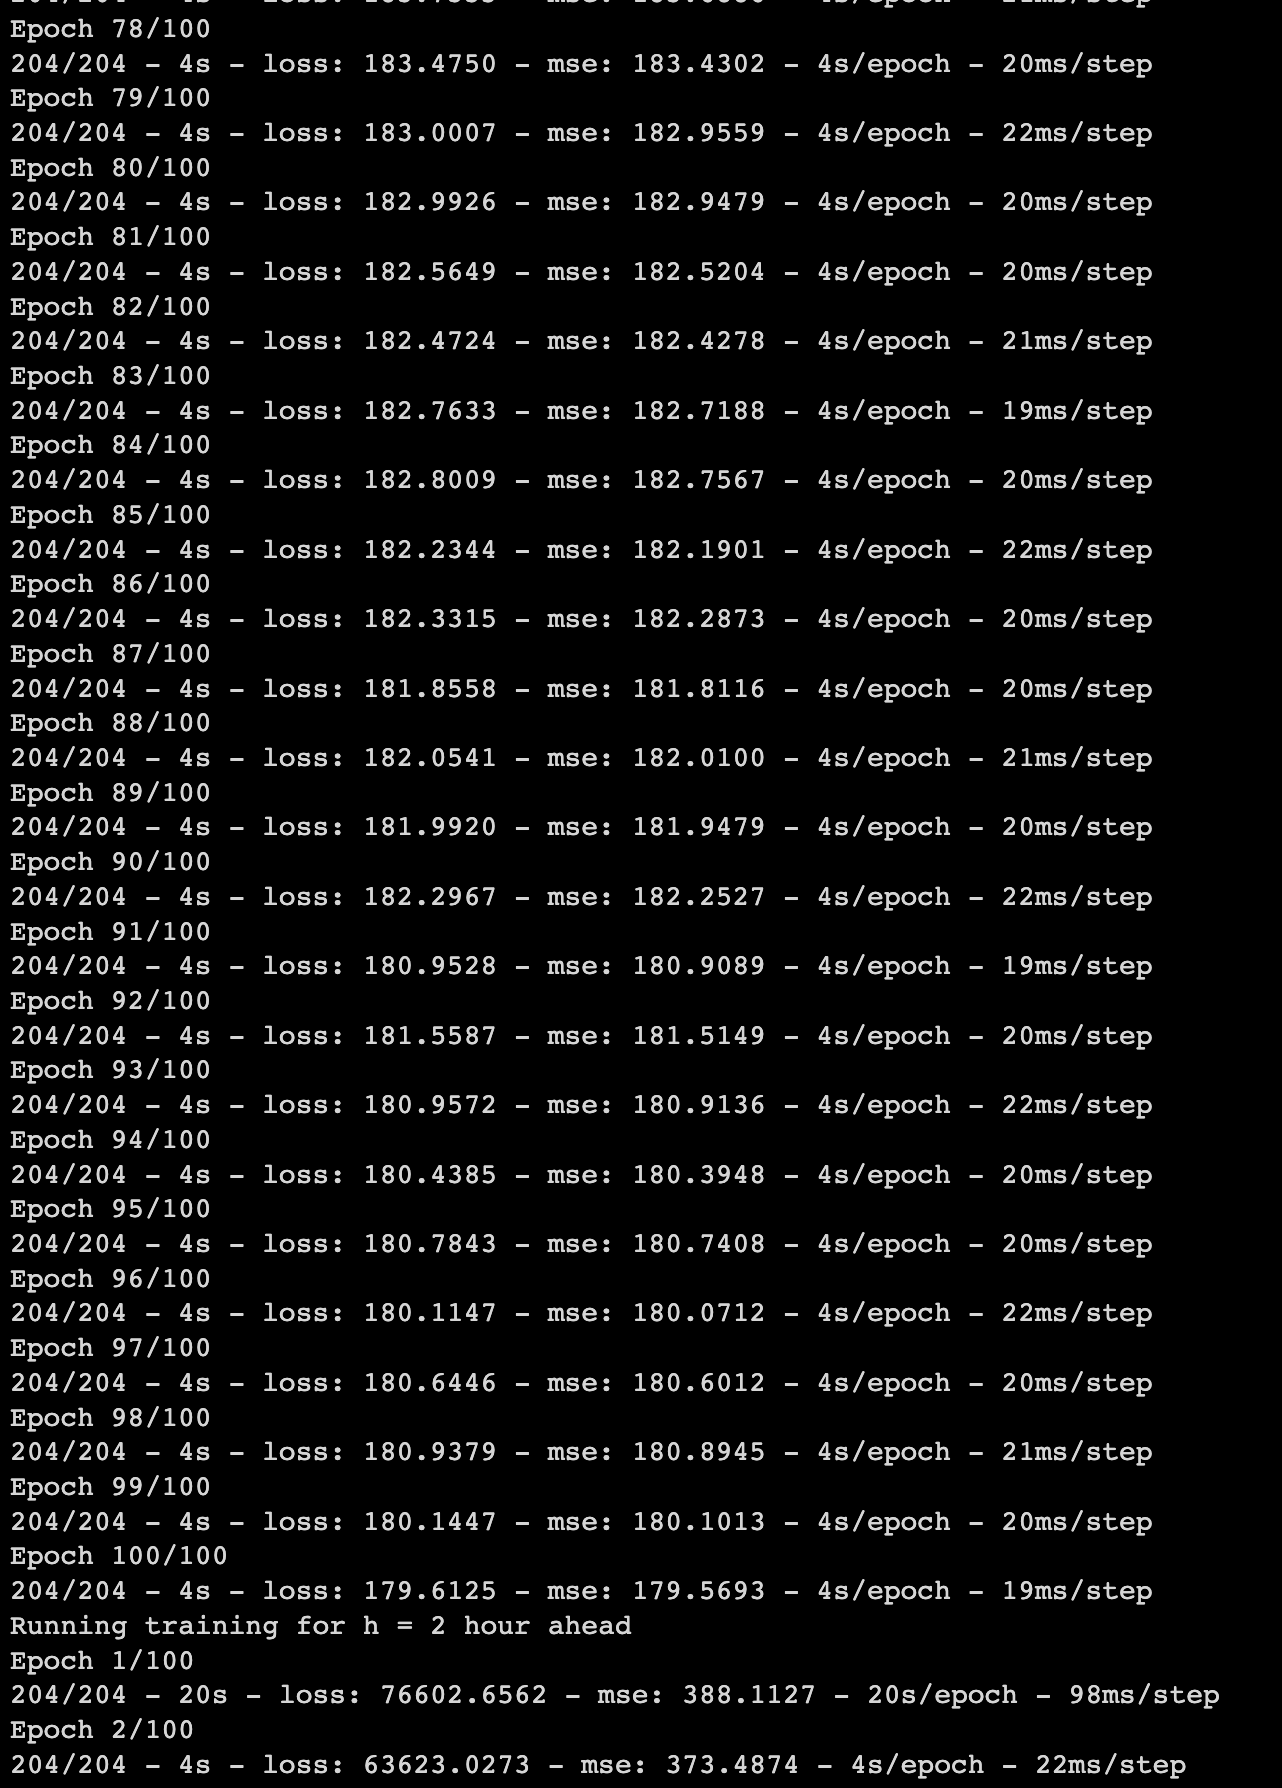 Epoch 78/100
204/204 - 4s - loss: 183.4750 - mse: 183.4302 - 4s/epoch - 20ms/step
Epoch 79/100
204/204 - 4s - loss: 183.0007 - mse: 182.9559 - 4s/epoch - 22ms/step
Epoch 80/100
204/204 - 4s - loss: 182.9926 - mse: 182.9479 - 4s/epoch - 20ms/step
Epoch 81/100
204/204 - 4s - loss: 182.5649 - mse: 182.5204 - 4s/epoch - 20ms/step
Epoch 82/100
204/204 - 4s - loss: 182.4724 - mse: 182.4278 - 4s/epoch - 21ms/step
Epoch 83/100
204/204 - 4s - loss: 182.7633 - mse: 182.7188 - 4s/epoch - 19ms/step
Epoch 84/100
204/204 - 4s - loss: 182.8009 - mse: 182.7567 - 4s/epoch - 20ms/step
Epoch 85/100
204/204 - 4s - loss: 182.2344 - mse: 182.1901 - 4s/epoch - 22ms/step
Epoch 86/100
204/204 - 4s - loss: 182.3315 - mse: 182.2873 - 4s/epoch - 20ms/step
Epoch 87/100
204/204 - 4s - loss: 181.8558 - mse: 181.8116 - 4s/epoch - 20ms/step
Epoch 88/100
204/204 - 4s - loss: 182.0541 - mse: 182.0100 - 4s/epoch - 21ms/step
Epoch 89/100
204/204 - 4s - loss: 181.9920 - mse: 181.9479 - 4s/epoch - 20ms/step
Epoch 90/100
204/204 - 4s - loss: 182.2967 - mse: 182.2527 - 4s/epoch - 22ms/step
Epoch 91/100
204/204 - 4s - loss: 180.9528 - mse: 180.9089 - 4s/epoch - 19ms/step
Epoch 92/100
204/204 - 4s - loss: 181.5587 - mse: 181.5149 - 4s/epoch - 20ms/step
Epoch 93/100
204/204 - 4s - loss: 180.9572 - mse: 180.9136 - 4s/epoch - 22ms/step
Epoch 94/100
204/204 - 4s - loss: 180.4385 - mse: 180.3948 - 4s/epoch - 20ms/step
Epoch 95/100
204/204 - 4s - loss: 180.7843 - mse: 180.7408 - 4s/epoch - 20ms/step
Epoch 96/100
204/204 - 4s - loss: 180.1147 - mse: 180.0712 - 4s/epoch - 22ms/step
Epoch 97/100
204/204 - 4s - loss: 180.6446 - mse: 180.6012 - 4s/epoch - 20ms/step
Epoch 98/100
204/204 - 4s - loss: 180.9379 - mse: 180.8945 - 4s/epoch - 21ms/step
Epoch 99/100
204/204 - 4s - loss: 180.1447 - mse: 180.1013 - 4s/epoch - 20ms/step
Epoch 100/100
204/204 - 4s - loss: 179.6125 - mse: 179.5693 - 4s/epoch - 19ms/step
Running training for h = 2 hour ahead
Epoch 1/100
204/204 - 20s - loss: 76602.6562 - mse: 388.1127 - 20s/epoch - 98ms/step
Epoch 2/100
204/204 - 4s - loss: 63623.0273 - mse: 373.4874 - 4s/epoch - 22ms/step